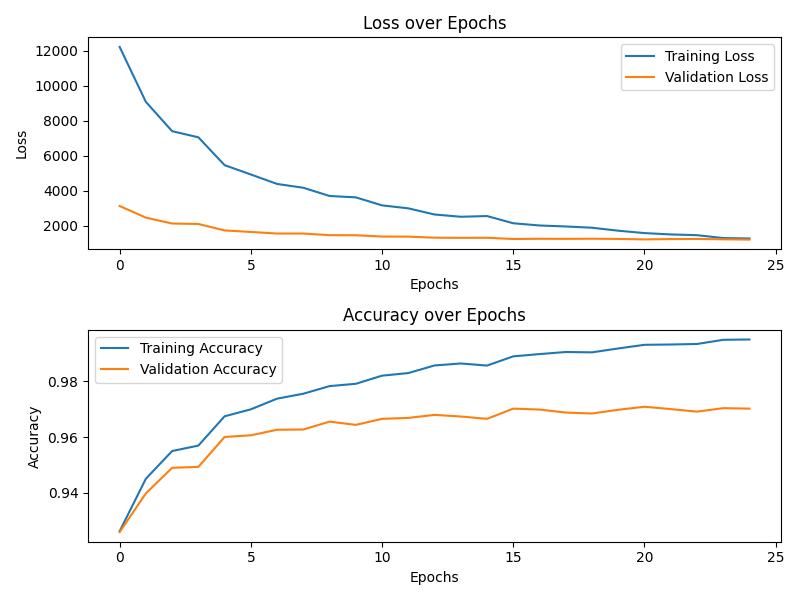 Loss over Epochs
12000
10000
8000
6000
4000
2000
Loss
Training Loss
Validation Loss
0
5
10
15
20
25
Epochs
Accuracy over Epochs
0.98
0.96
0.94
Accuracy
Training Accuracy
Validation Accuracy
0
5
10
15
20
25
Epochs